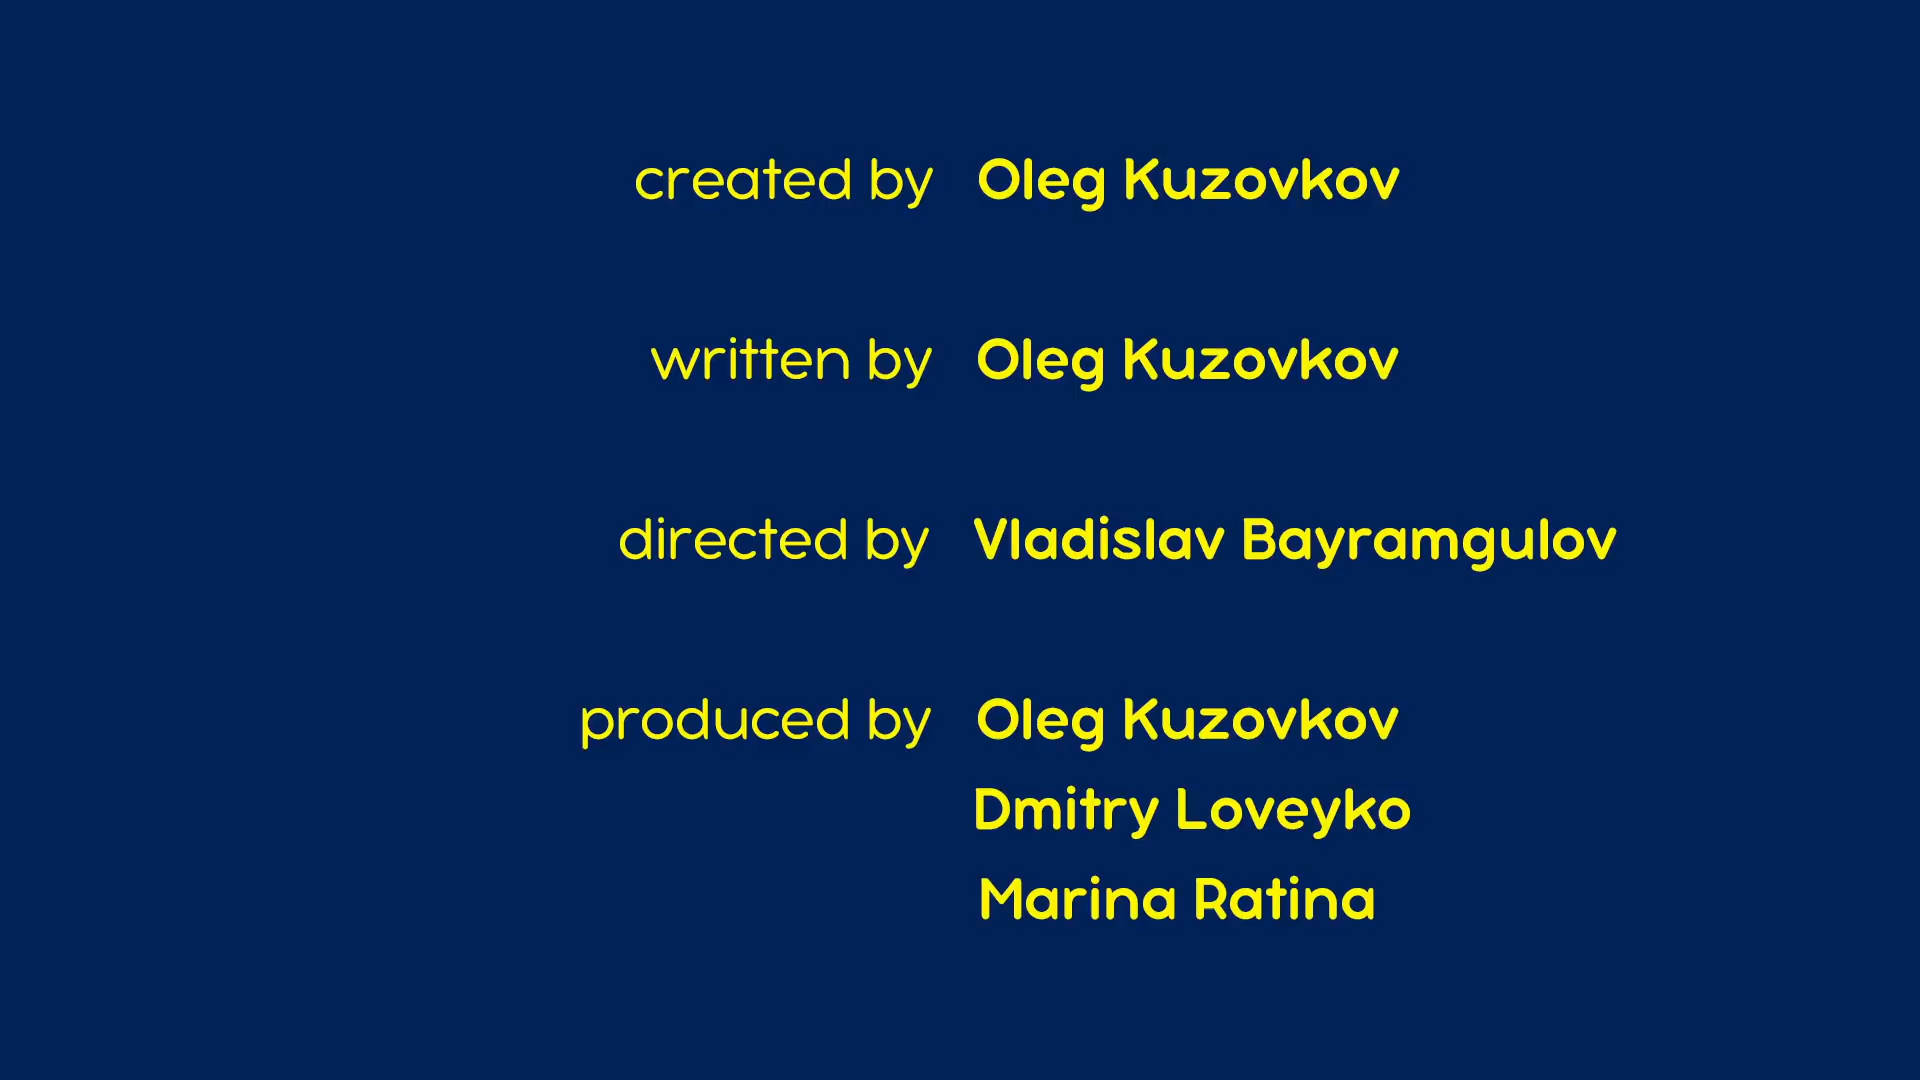 created by Oleg Kuzovkov
written by Oleg Kuzovkov
directed by Vladislav Bayramgulov
produced by Oleg Kuzovkov
Dmitry Loveyko
Marina Ratina